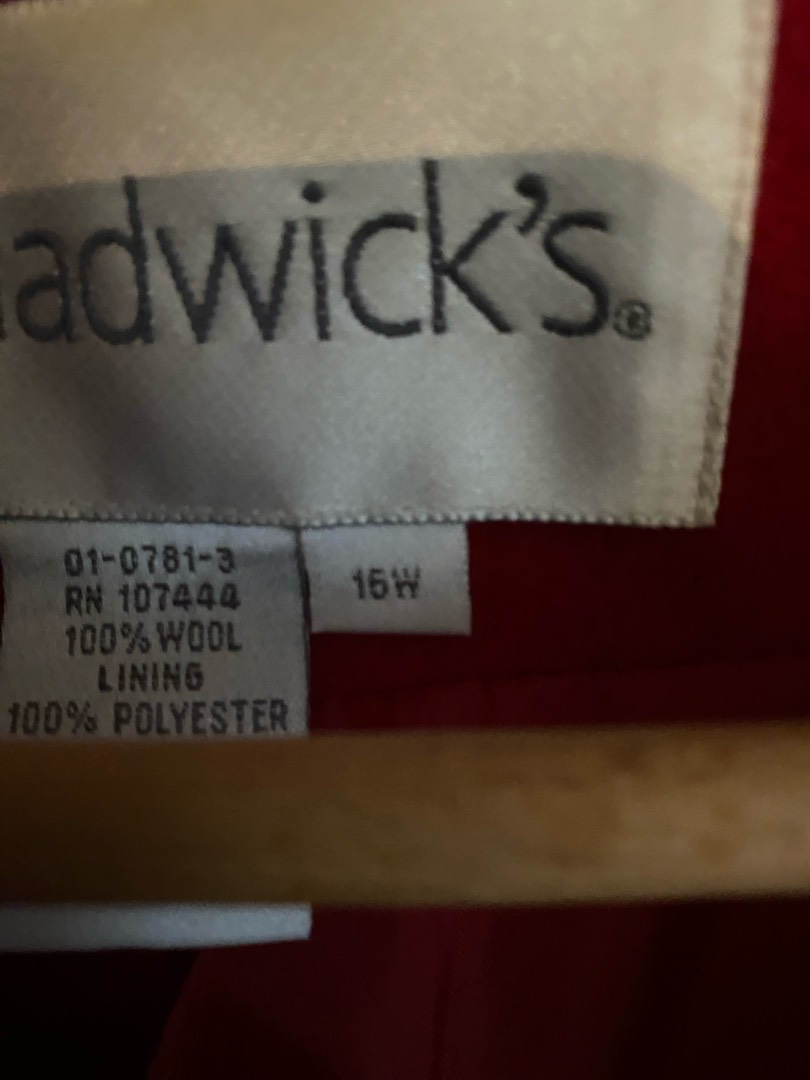 adwick's®
01-0781-3
RN 107444
100% WOOL
LINING
100% POLYESTER
16W